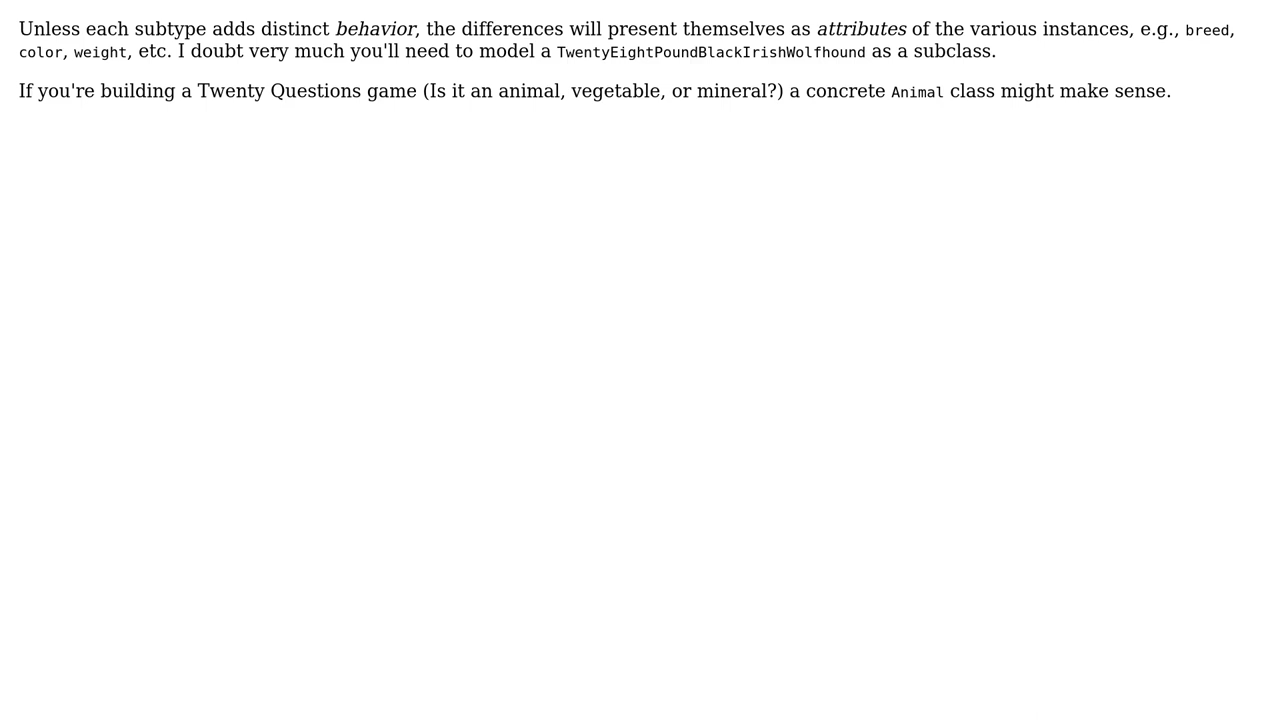 Unless each subtype adds distinct behavior, the differences will present themselves as attributes of the various instances, e.g., breed,
color, weight, etc. I doubt very much you'll need to model a TwentyEightPoundBlackIrishWolfhound as a subclass.
If you're building a Twenty Questions game (Is it an animal, vegetable, or mineral?) a concrete Animal class might make sense.